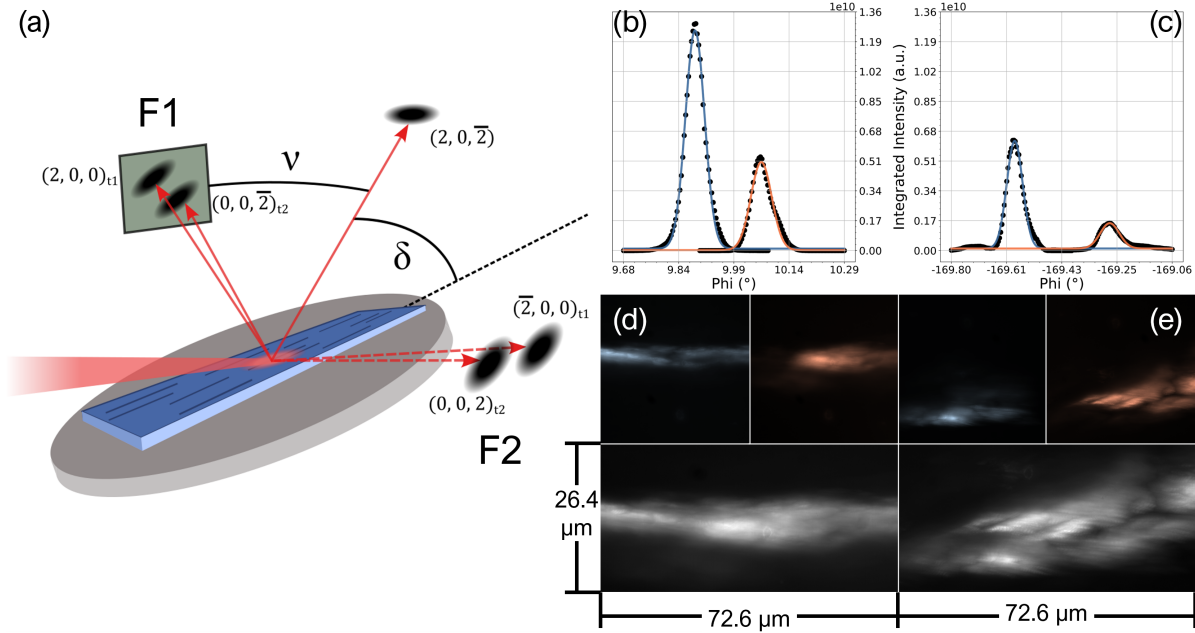 (a)
F1
(2, 0, 0)t1
(0, 0, 2̅)t2
(2, 0, 2̅)
ν
δ
(2̅, 0, 0)t1
(0, 0, 2)t2
F2
(b)
1e10
1.36
1.19
1.02
0.85
0.68
0.51
0.34
0.17
0.00
9.68
9.84
9.99
10.14
10.29
Phi (°)
(c)
1e10
Integrated Intensity (a.u.)
1.36
1.19
1.02
0.85
0.68
0.51
0.34
0.17
0.00
-169.80
-169.61
-169.43
-169.25
-169.06
Phi (°)
(d)
(e)
26.4
µm
72.6 µm
72.6 µm